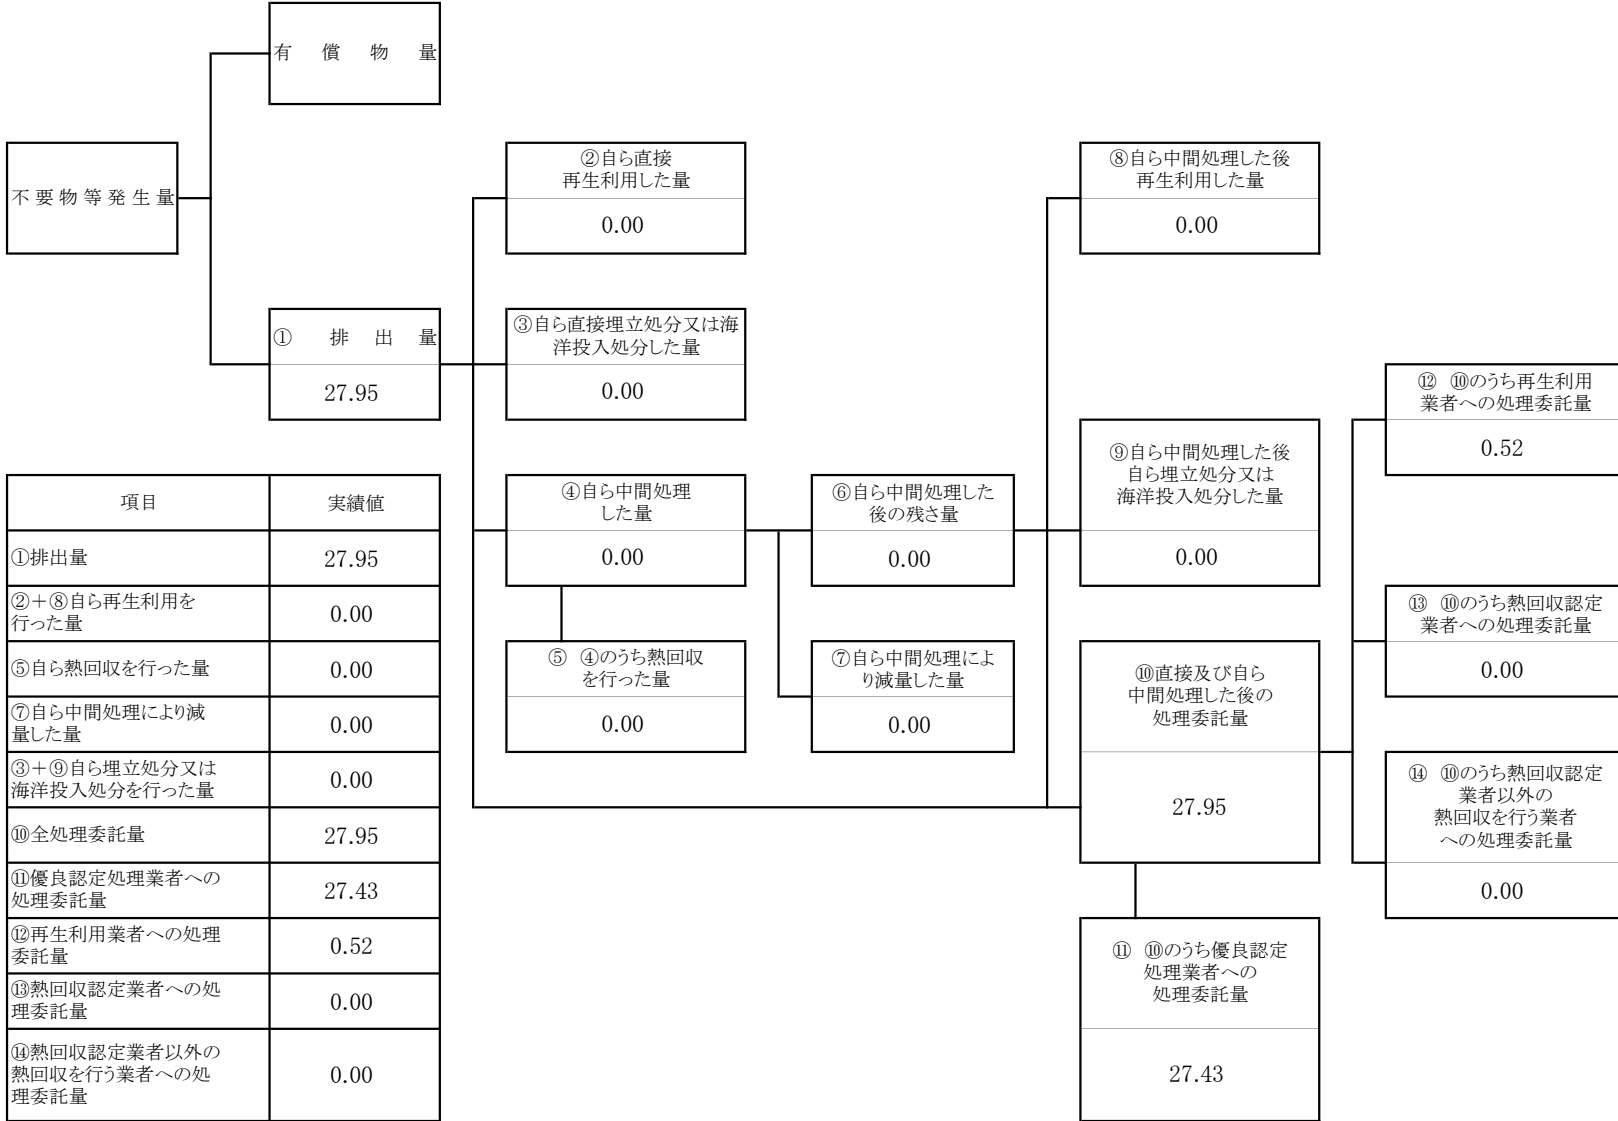 有償物量
不要物等発生量
②自ら直接
再生利用した量
0.00
⑧自ら中間処理した後
再生利用した量
0.00
① 排出量
27.95
③自ら直接埋立処分又は海
洋投入処分した量
0.00
⑫ ⑩のうち再生利用
業者への処理委託量
0.52
④自ら中間処理
した量
0.00
⑥自ら中間処理した
後の残さ量
0.00
⑨自ら中間処理した後
自ら埋立処分又は
海洋投入処分した量
0.00
⑬ ⑩のうち熱回収認定
業者への処理委託量
0.00
⑤ ④のうち熱回収
を行った量
0.00
⑦自ら中間処理によ
り減量した量
0.00
⑩直接及び自ら
中間処理した後の
処理委託量
27.95
⑭ ⑩のうち熱回収認定
業者以外の
熱回収を行う業者
への処理委託量
0.00
⑪ ⑩のうち優良認定
処理業者への
処理委託量
27.43
項目 実績値
①排出量 27.95
②＋⑧自ら再生利用を
行った量 0.00
⑤自ら熱回収を行った量 0.00
⑦自ら中間処理により減
量した量 0.00
③＋⑨自ら埋立処分又は
海洋投入処分を行った量 0.00
⑩全処理委託量 27.95
⑪優良認定処理業者への
処理委託量 27.43
⑫再生利用業者への処理
委託量 0.52
⑬熱回収認定業者への処
理委託量 0.00
⑭熱回収認定業者以外の
熱回収を行う業者への処
理委託量 0.00